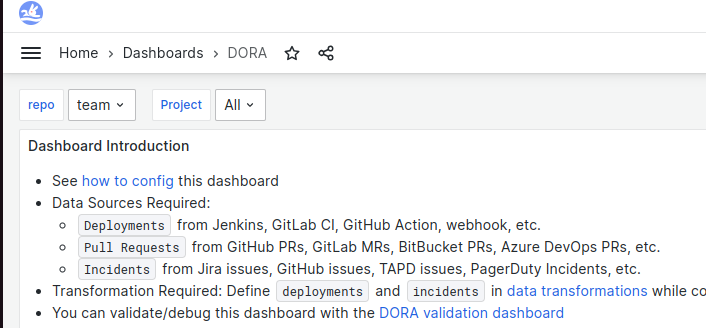 Home › Dashboards › DORA
repo team Project All
Dashboard Introduction
• See how to config this dashboard
• Data Sources Required:
◦ Deployments from Jenkins, GitLab CI, GitHub Action, webhook, etc.
◦ Pull Requests from GitHub PRs, GitLab MRs, BitBucket PRs, Azure DevOps PRs, etc.
◦ Incidents from Jira issues, GitHub issues, TAPD issues, PagerDuty Incidents, etc.
• Transformation Required: Define deployments and incidents in data transformations while co
• You can validate/debug this dashboard with the DORA validation dashboard